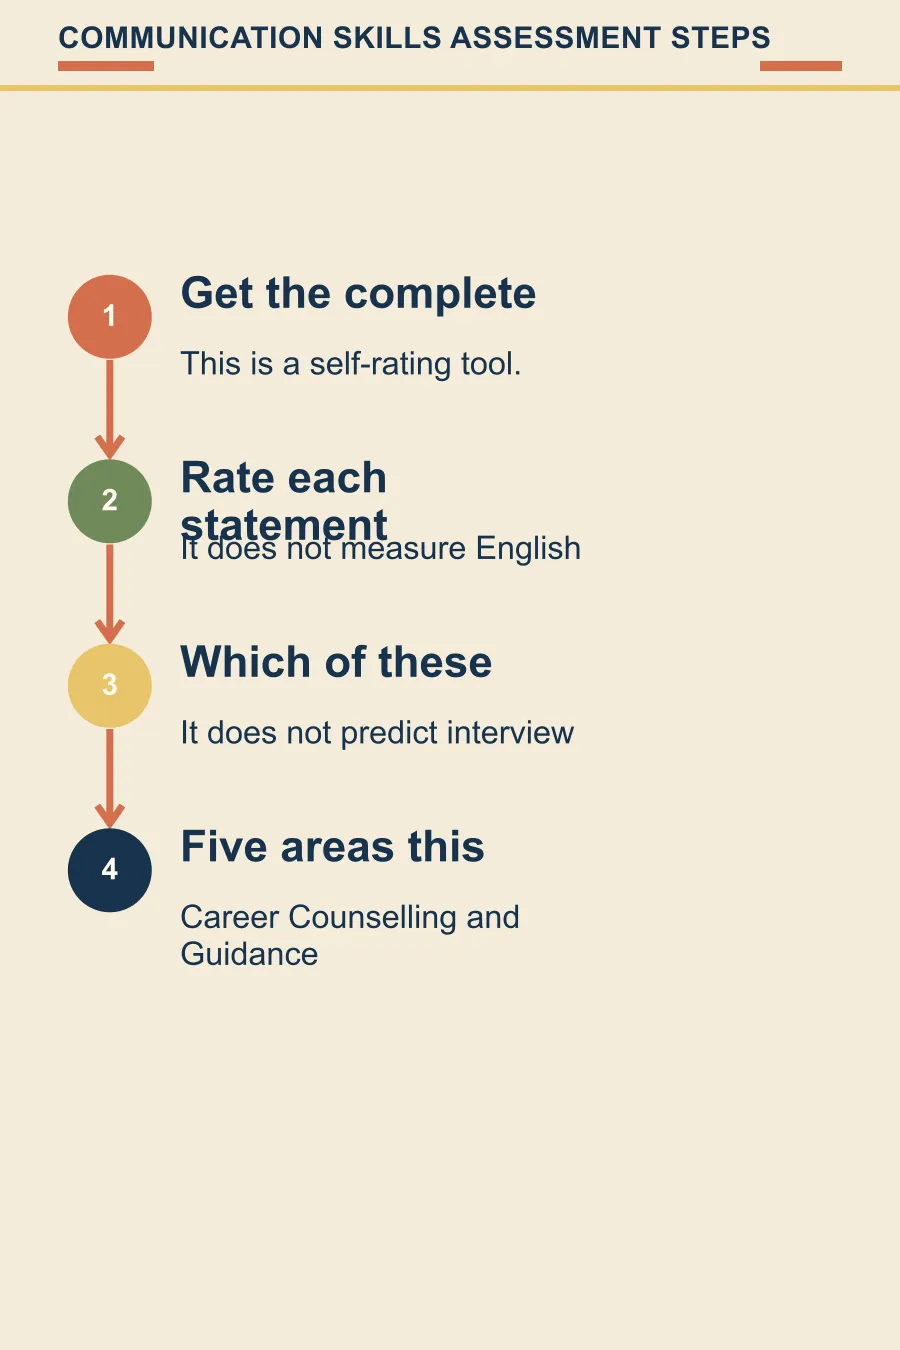 COMMUNICATION SKILLS ASSESSMENT STEPS
1
Get the complete
This is a self-rating tool.
2
Rate each
statement
It does not measure English
3
Which of these
It does not predict interview
4
Five areas this
Career Counselling and
Guidance